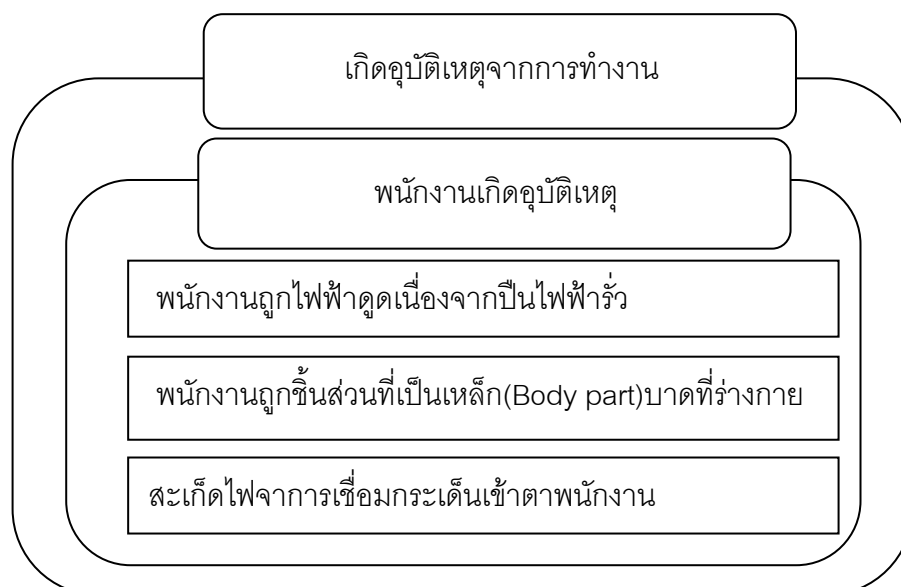 เกิดอุบัติเหตุจากการทำงาน
พนักงานเกิดอุบัติเหตุ
พนักงานถูกไฟฟ้าดูดเนื่องจากปืนไฟฟ้ารั่ว
พนักงานถูกชิ้นส่วนที่เป็นเหล็ก(Body part)บาดที่ร่างกาย
สะเก็ดไฟจาการเชื่อมกระเด็นเข้าตาพนักงาน